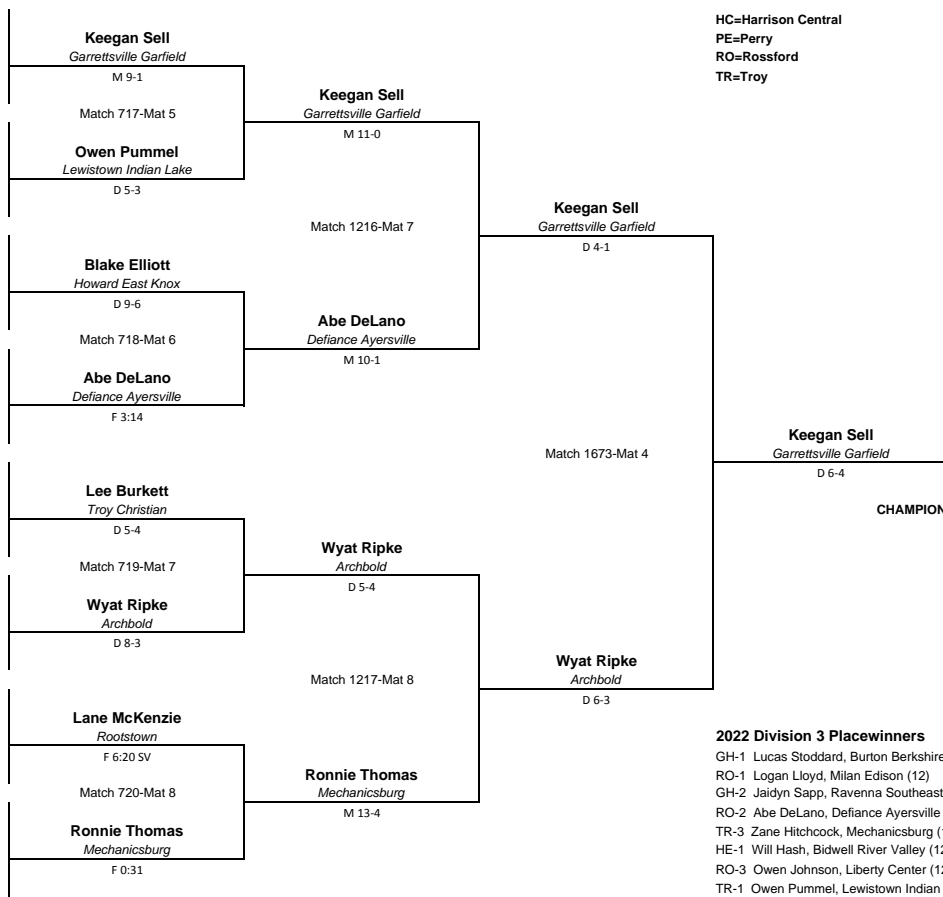 HC=Harrison Central
PE=Perry
RO=Rossford
TR=Troy
Keegan Sell
Garrettsville Garfield
M 9-1
Match 717-Mat 5
Owen Pummel
Lewistown Indian Lake
D 5-3
Blake Elliott
Howard East Knox
D 9-6
Match 718-Mat 6
Abe DeLano
Defiance Ayersville
F 3:14
Lee Burkett
Troy Christian
D 5-4
Match 719-Mat 7
Wyat Ripke
Archbold
D 8-3
Lane McKenzie
Rootstown
F 6:20 SV
Match 720-Mat 8
Ronnie Thomas
Mechanicsburg
F 0:31
Keegan Sell
Garrettsville Garfield
M 11-0
Match 1216-Mat 7
Abe DeLano
Defiance Ayersville
M 10-1
Wyat Ripke
Archbold
D 5-4
Match 1217-Mat 8
Ronnie Thomas
Mechanicsburg
M 13-4
Keegan Sell
Garrettsville Garfield
D 4-1
Match 1673-Mat 4
Wyat Ripke
Archbold
D 6-3
Keegan Sell
Garrettsville Garfield
D 6-4
CHAMPION
2022 Division 3 Placewinners
GH-1 Lucas Stoddard, Burton Berkshire
RO-1 Logan Lloyd, Milan Edison (12)
GH-2 Jaidyn Sapp, Ravenna Southeast
RO-2 Abe DeLano, Defiance Ayersville
TR-3 Zane Hitchcock, Mechanicsburg (1
HE-1 Will Hash, Bidwell River Valley (12
RO-3 Owen Johnson, Liberty Center (12
TR-1 Owen Pummel, Lewistown Indian